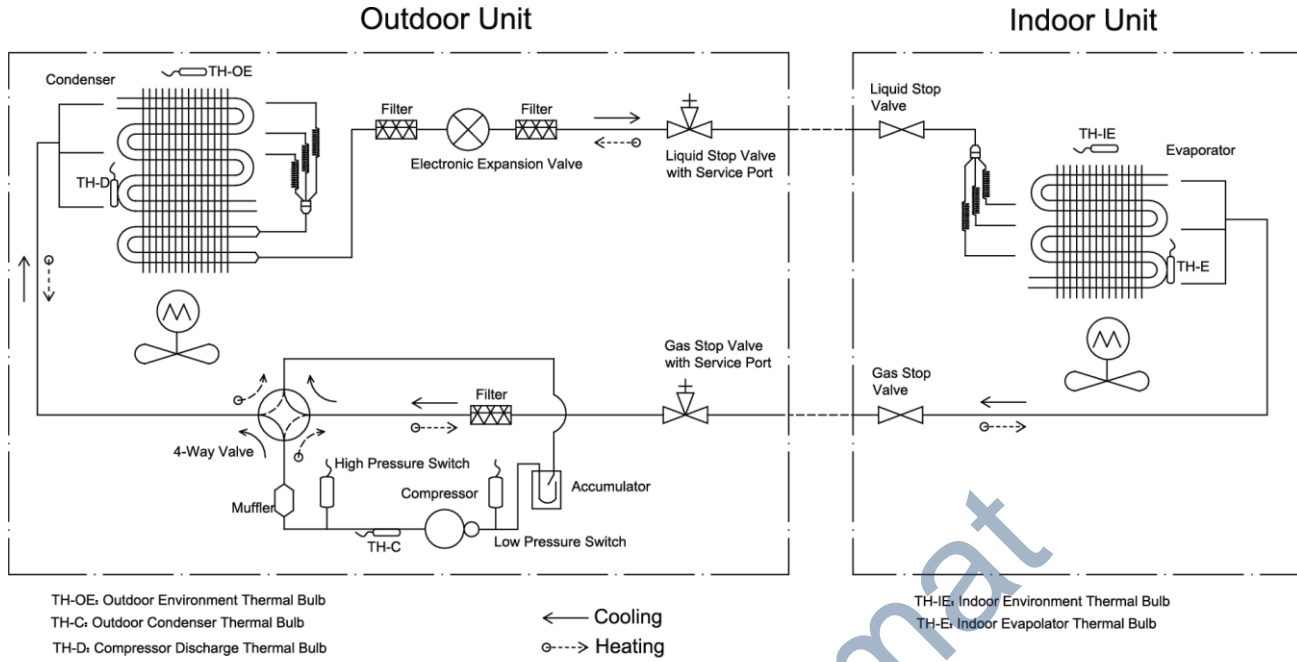 Outdoor Unit
Indoor Unit
Condenser
TH-OE
Filter
Filter
Electronic Expansion Valve
Liquid Stop Valve
with Service Port
TH-D
Liquid Stop
Valve
TH-IE
Evaporator
TH-E
Gas Stop Valve
with Service Port
Gas Stop
Valve
Filter
4-Way Valve
High Pressure Switch
Muffler
Compressor
Accumulator
TH-C
Low Pressure Switch
TH-OE: Outdoor Environment Thermal Bulb
TH-C: Outdoor Condenser Thermal Bulb
TH-D: Compressor Discharge Thermal Bulb
Cooling
Heating
TH-IE: Indoor Environment Thermal Bulb
TH-E: Indoor Evapolator Thermal Bulb
mat